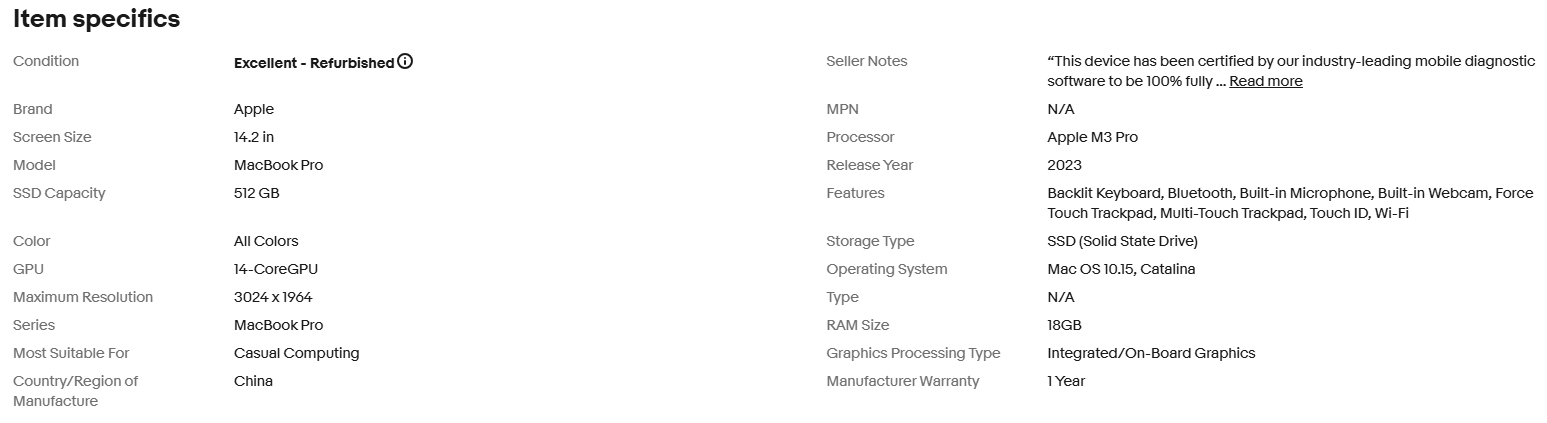 Item specifics
Condition
Excellent - Refurbished
Seller Notes
“This device has been certified by our industry-leading mobile diagnostic
software to be 100% fully ... Read more
Brand
Apple
MPN
N/A
Screen Size
14.2 in
Processor
Apple M3 Pro
Model
MacBook Pro
Release Year
2023
SSD Capacity
512 GB
Features
Backlit Keyboard, Bluetooth, Built-in Microphone, Built-in Webcam, Force
Touch Trackpad, Multi-Touch Trackpad, Touch ID, Wi-Fi
Color
All Colors
Storage Type
SSD (Solid State Drive)
GPU
14-CoreGPU
Operating System
Mac OS 10.15, Catalina
Maximum Resolution
3024 x 1964
Type
N/A
Series
MacBook Pro
RAM Size
18GB
Most Suitable For
Casual Computing
Graphics Processing Type
Integrated/On-Board Graphics
Country/Region of
Manufacture
China
Manufacturer Warranty
1 Year